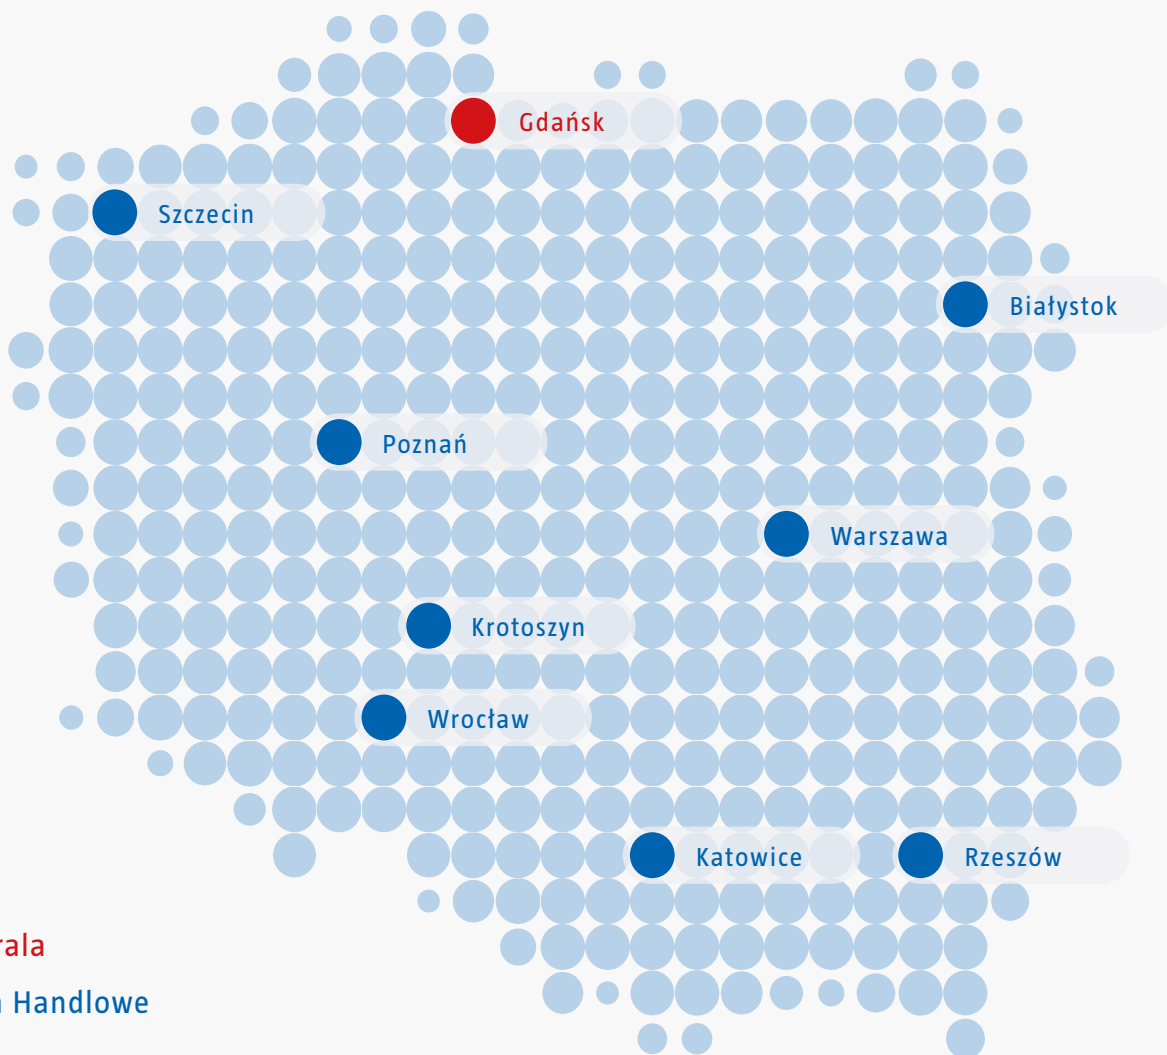 Gdańsk
Szczecin
Białystok
Poznań
Warszawa
Krotoszyn
Wrocław
Katowice
Rzeszów
rala
Handlowe